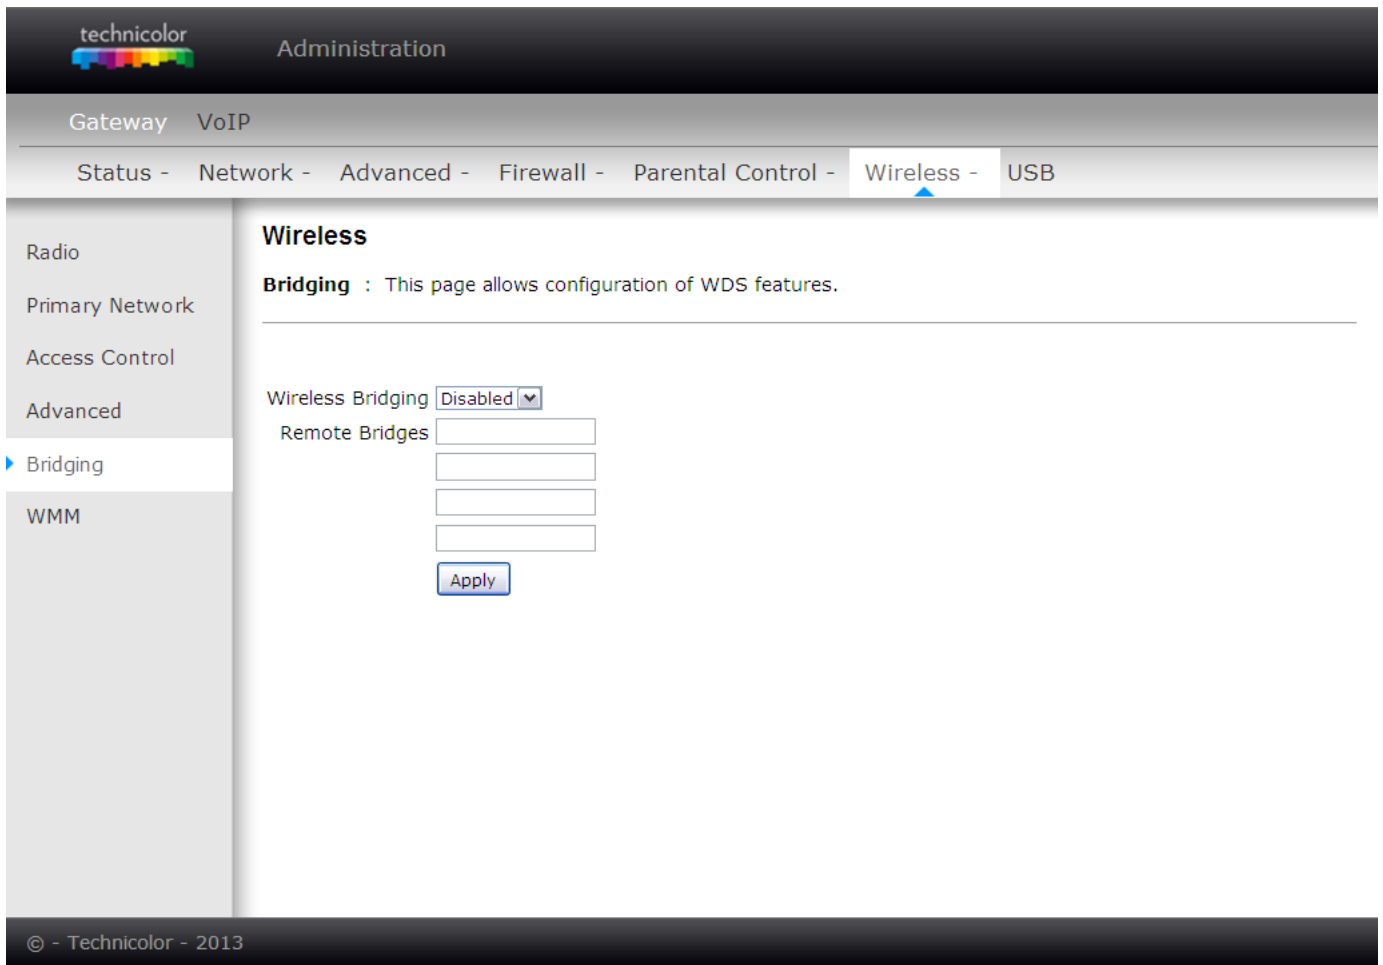 technicolor
Administration
Gateway VoIP
Status - Network - Advanced - Firewall - Parental Control - Wireless - USB
Radio
Primary Network
Access Control
Advanced
Bridging
WMM
Wireless
Bridging : This page allows configuration of WDS features.
Wireless Bridging Disabled
Remote Bridges
Apply
© - Technicolor - 2013